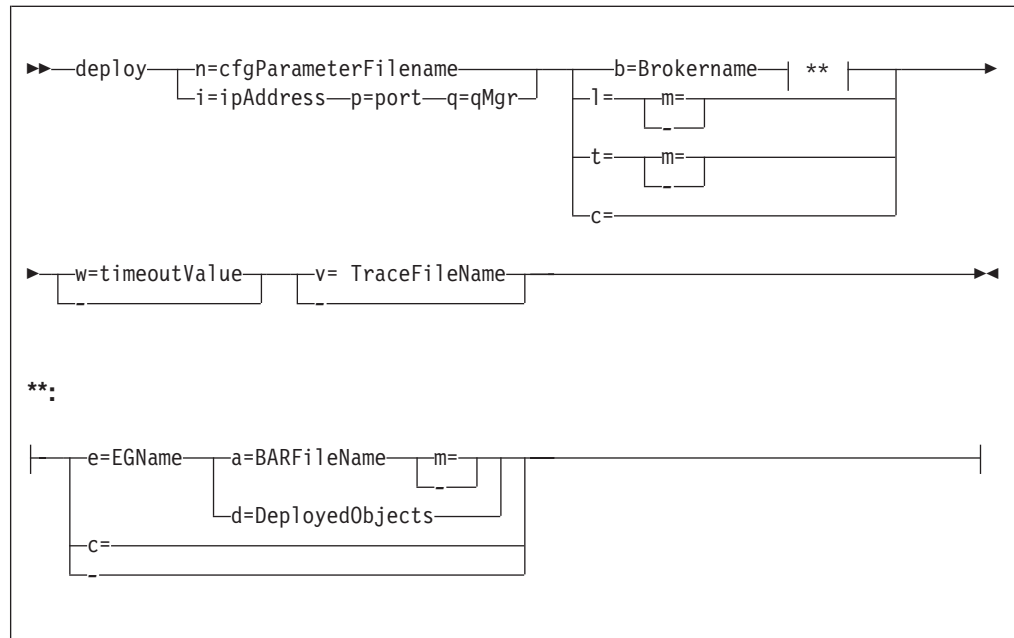 deploy n=cfgParameterFilename b=Brokername **
i=ipAddress p=port q=qMgr l= m=
-
t= m=
-
c=
w=timeoutValue v= TraceFileName
- -
**:
- e=EGName a=BARFileName m=
-
d=DeployedObjects
c=
-